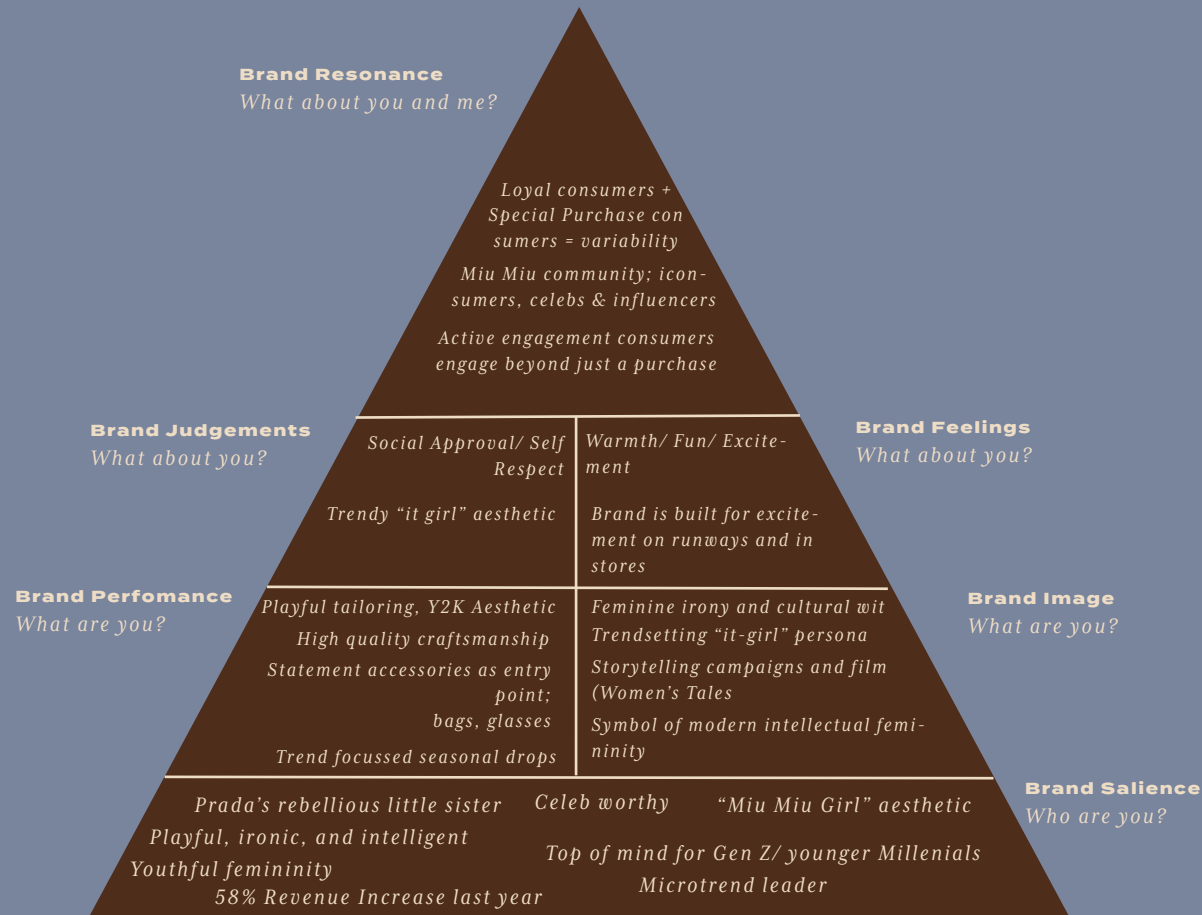 Brand Resonance
What about you and me?
Loyal consumers +
Special Purchase con
sumers = variability
Miu Miu community; icon-
sumers, celebs & influencers
Active engagement consumers
engage beyond just a purchase
Brand Judgements
What about you?
Social Approval/ Self
Respect
Trendy “it girl” aesthetic
Warmth/ Fun/ Excite-
ment
Brand is built for excite-
ment on runways and in
stores
Brand Feelings
What about you?
Brand Perfomance
What are you?
Playful tailoring, Y2K Aesthetic
High quality craftsmanship
Statement accessories as entry
point;
bags, glasses
Trend focussed seasonal drops
Feminine irony and cultural wit
Trendsetting “it-girl” persona
Storytelling campaigns and film
(Women’s Tales
Symbol of modern intellectual femi-
ninity
Brand Image
What are you?
Brand Salience
Who are you?
Prada’s rebellious little sister
Celeb worthy
“Miu Miu Girl” aesthetic
Playful, ironic, and intelligent
Youthful femininity
Top of mind for Gen Z/ younger Millenials
58% Revenue Increase last year
Microtrend leader